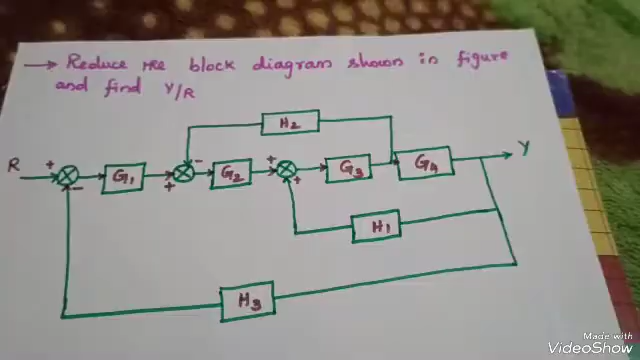 → Reduce the block diagram shown in figure
and find Y/R
H2
R + - G1 + - G2 + + G3 G4 Y
H1
H3
Made with
VideoShow